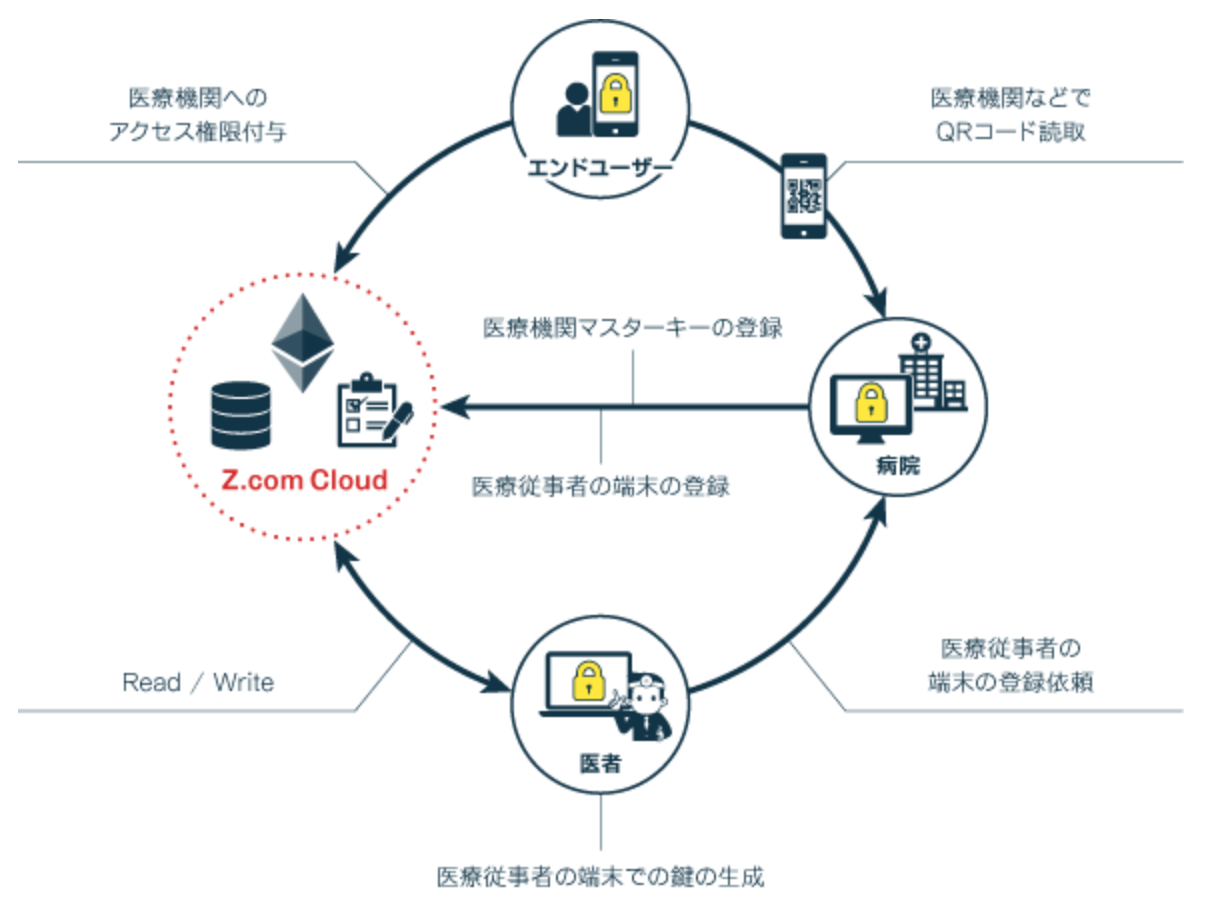 医療機関への
アクセス権限付与
医療機関などで
QRコード読取
エンドユーザー
医療機関マスターキーの登録
Z.com Cloud
病院
医療従事者の端末の登録
Read / Write
医療従事者の
端末の登録依頼
医者
医療従事者の端末での鍵の生成